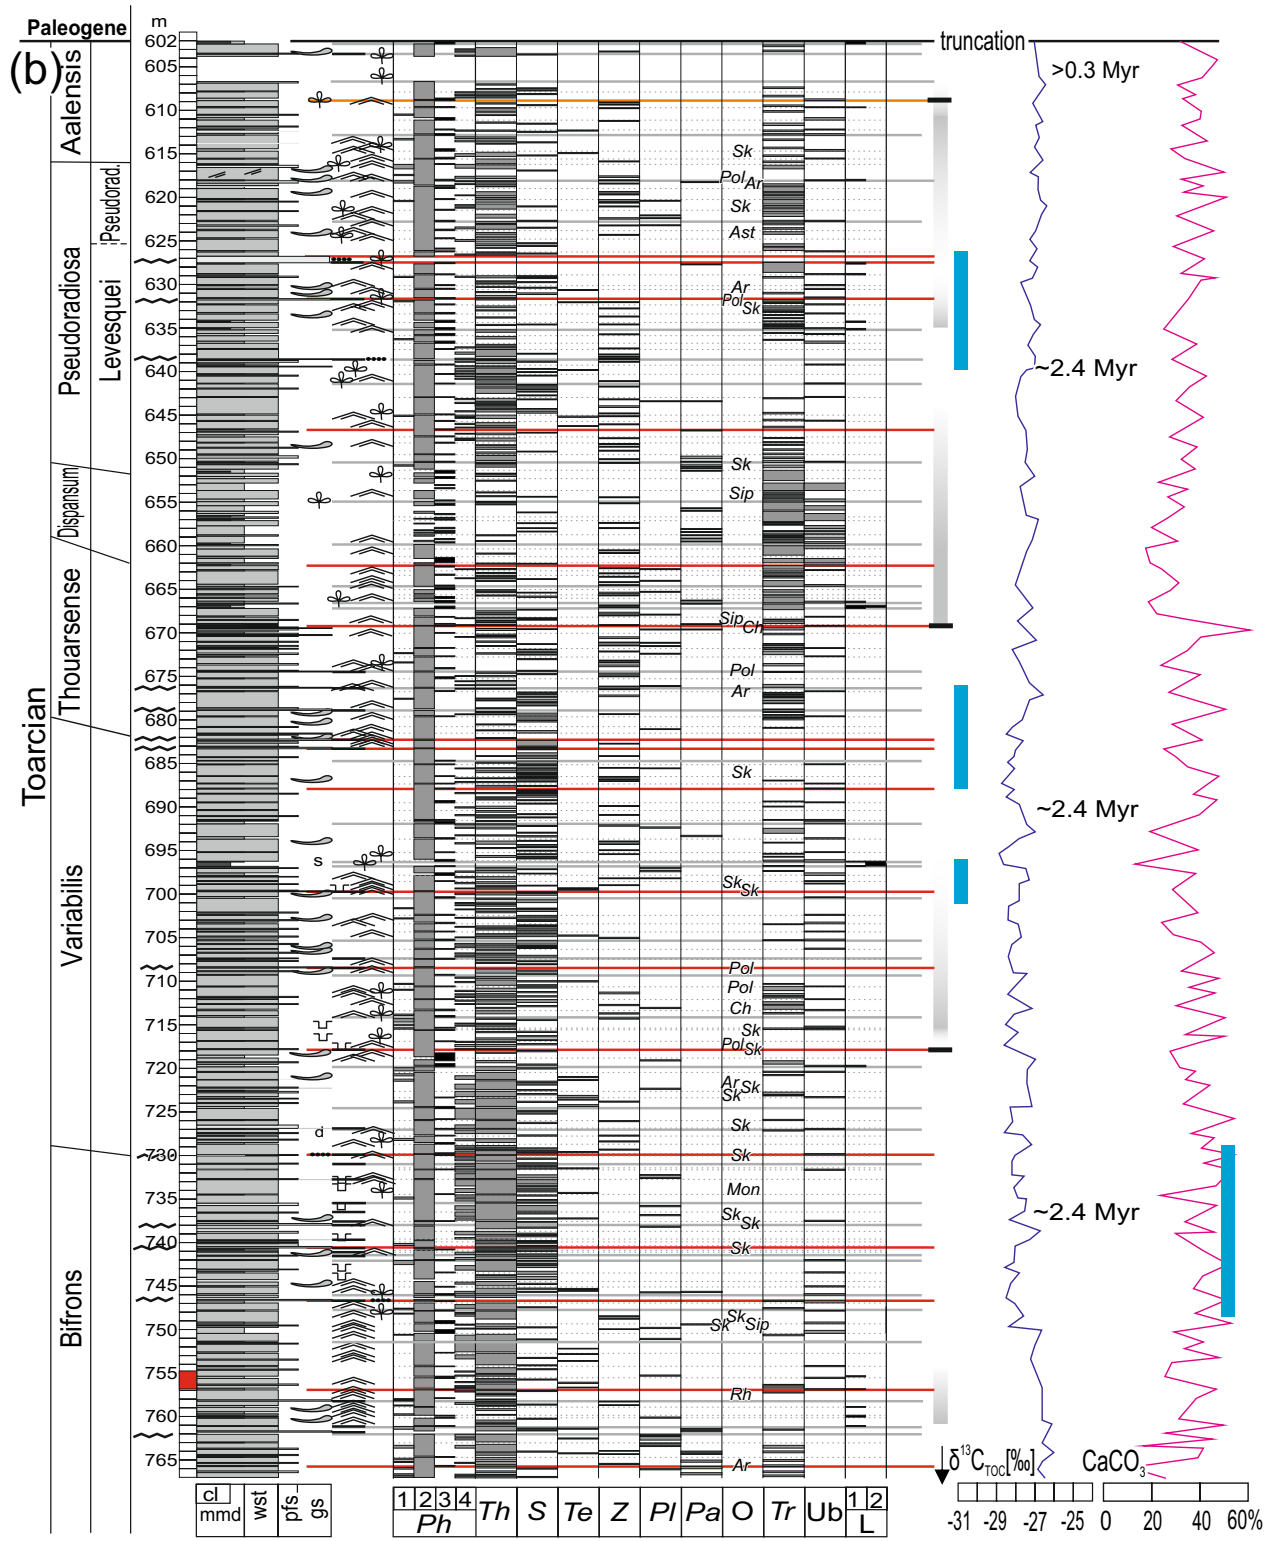 Paleogene
m
(b)
602
truncation
605
>0.3 Myr
Aalensis
610
Sk
615
Pol
Ar
Pseudorad.
Sk
620
Ast
625
Pseudoradiosa
Levesquei
Ar
630
Pol
Sk
635
~2.4 Myr
640
645
Sk
650
Dispansum
Sip
655
660
Thouarsense
665
Sip
Ch
670
Pol
675
Ar
Toarcian
680
Sk
685
690
~2.4 Myr
695
s
Sk
Sk
700
Variabilis
705
Pol
Pol
710
Ch
715
Sk
Pol
Sk
720
Ar
Sk
Sk
725
d
Sk
730
Sk
Mon
735
Sk
Sk
~2.4 Myr
740
Sk
Bifrons
745
Sk
Sk
Sip
750
755
Rh
760
765
Ar
δ13CTOC[‰]
CaCO3
cl
mmd
wst
pfs
gs
1 2 3 4
Ph
Th
S
Te
Z
Pl
Pa
O
Tr
Ub
1 2
L
-31 -29 -27 -25
0 20 40 60%